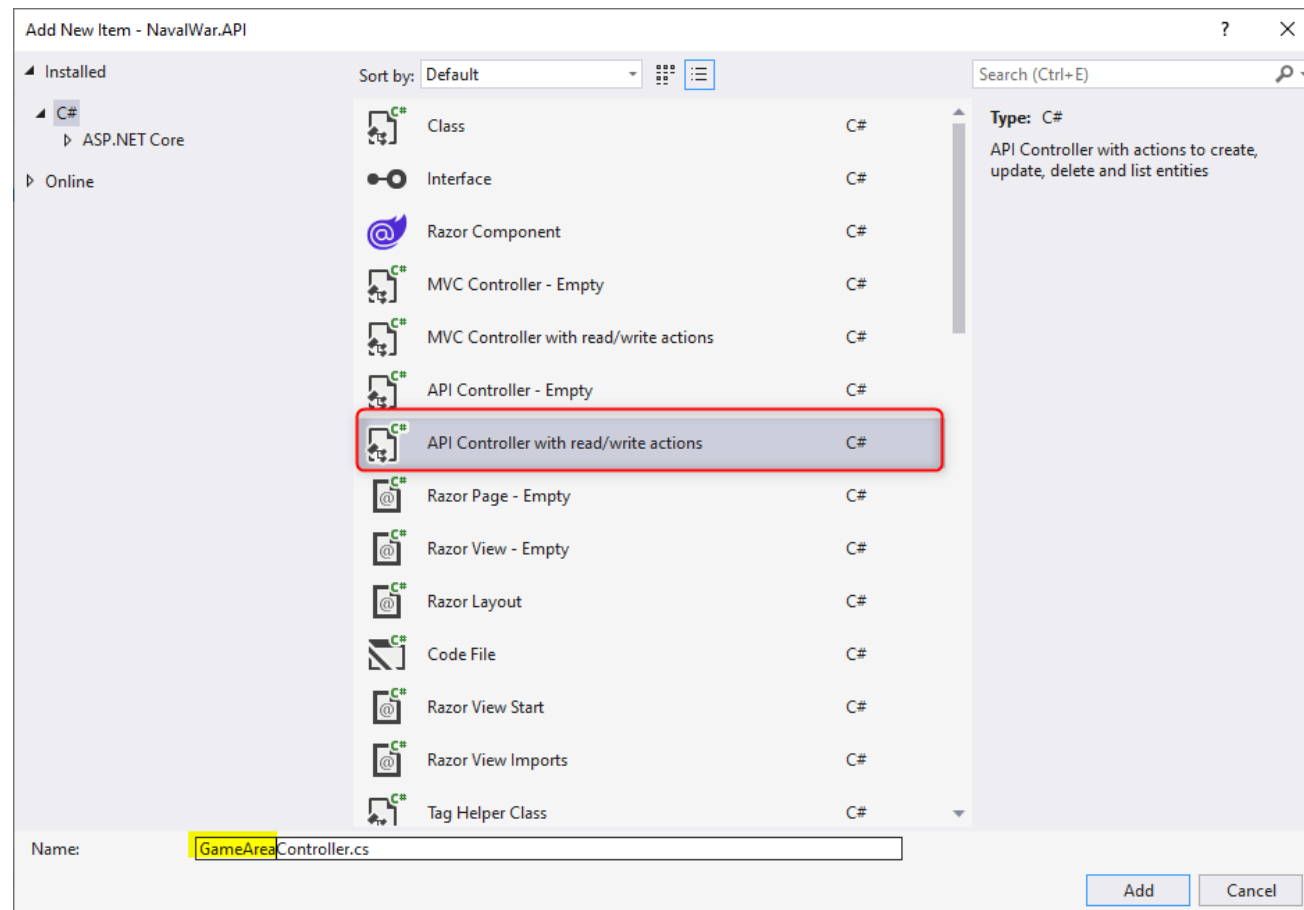 Add New Item - NavalWar.API
?
Installed
C#
ASP.NET Core
Online
Sort by: Default
Search (Ctrl+E)
C# Class C#
Interface C#
@ Razor Component C#
C# MVC Controller - Empty C#
C# MVC Controller with read/write actions C#
C# API Controller - Empty C#
C# API Controller with read/write actions C#
C# @ Razor Page - Empty C#
C# @ Razor View - Empty C#
C# @ Razor Layout C#
C# Code File C#
C# @ Razor View Start C#
C# @ Razor View Imports C#
C# Tag Helper Class C#
Type: C#
API Controller with actions to create,
update, delete and list entities
Name: GameAreaController.cs
Add Cancel